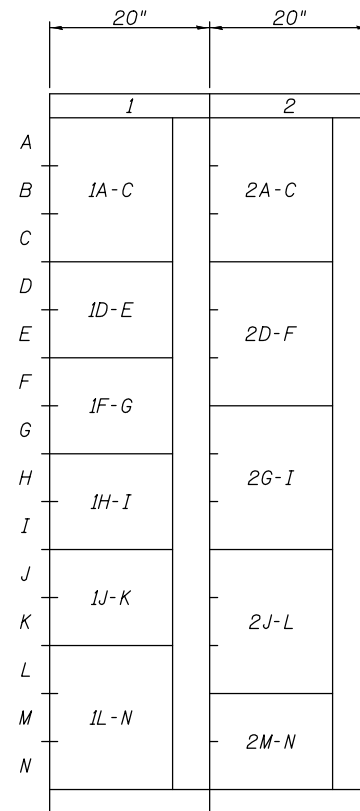 20" 20"
1 2
A
B 1A-C 2A-C
C
D
1D-E
E 2D-F
F
1F-G
G
H 2G-I
1H-I
I
J
1J-K
K 2J-L
L
M 1L-N
2M-N
N